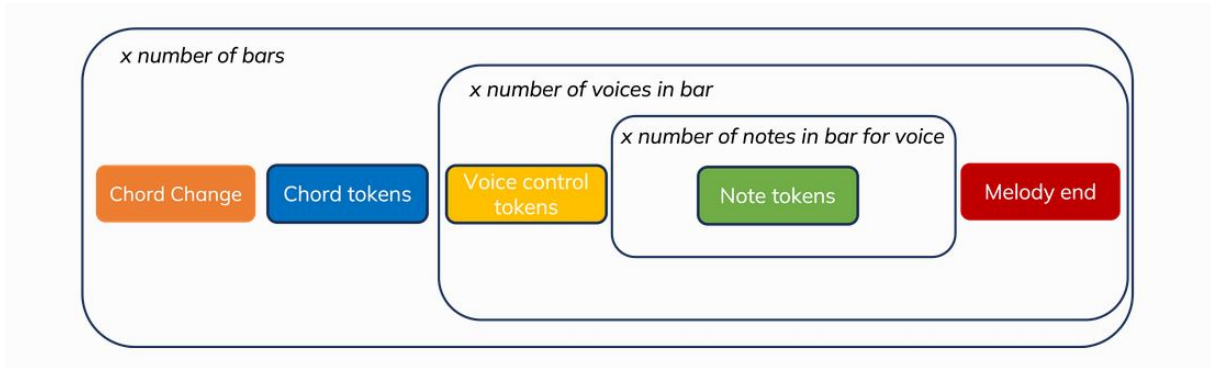 x number of bars
x number of voices in bar
x number of notes in bar for voice
Chord Change
Chord tokens
Voice control
tokens
Note tokens
Melody end